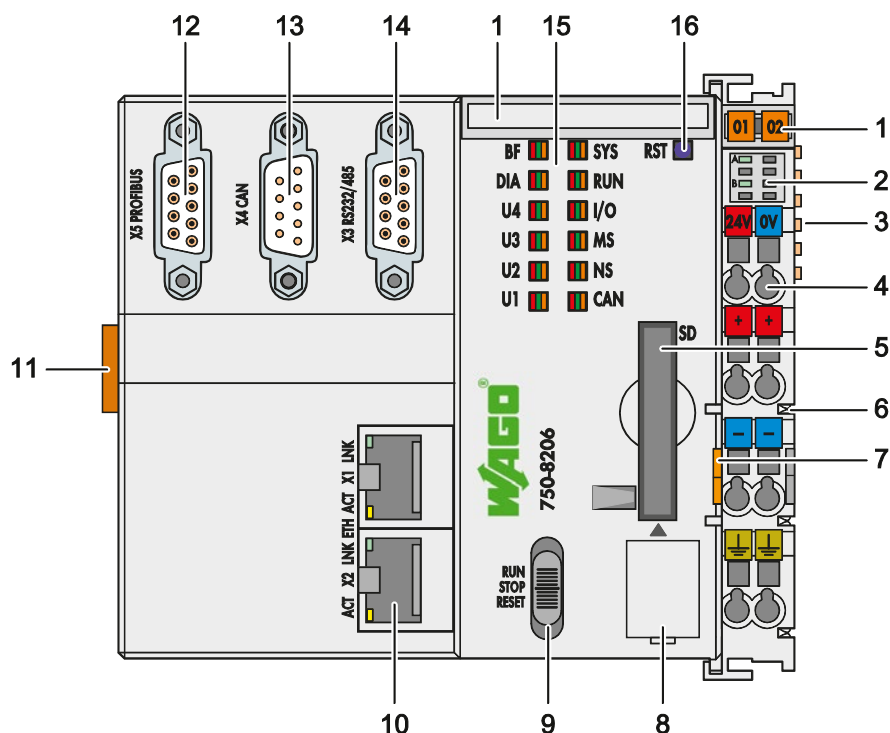 12 13 14 1 15 16
01 02 1
X5 PROFIBUS
X4 CAN
X3 RS232/485
BF SYS RST
DIA RUN
U4 I/O
U3 MS
U2 NS
U1 CAN
A
B
2
24V 0V 3
4
+ +
SD 5
11
6
- -
7
WAGO®
750-8206
ACT X1 LNK
ETH
ACT X2 LNK
RUN
STOP
RESET
10 9 8